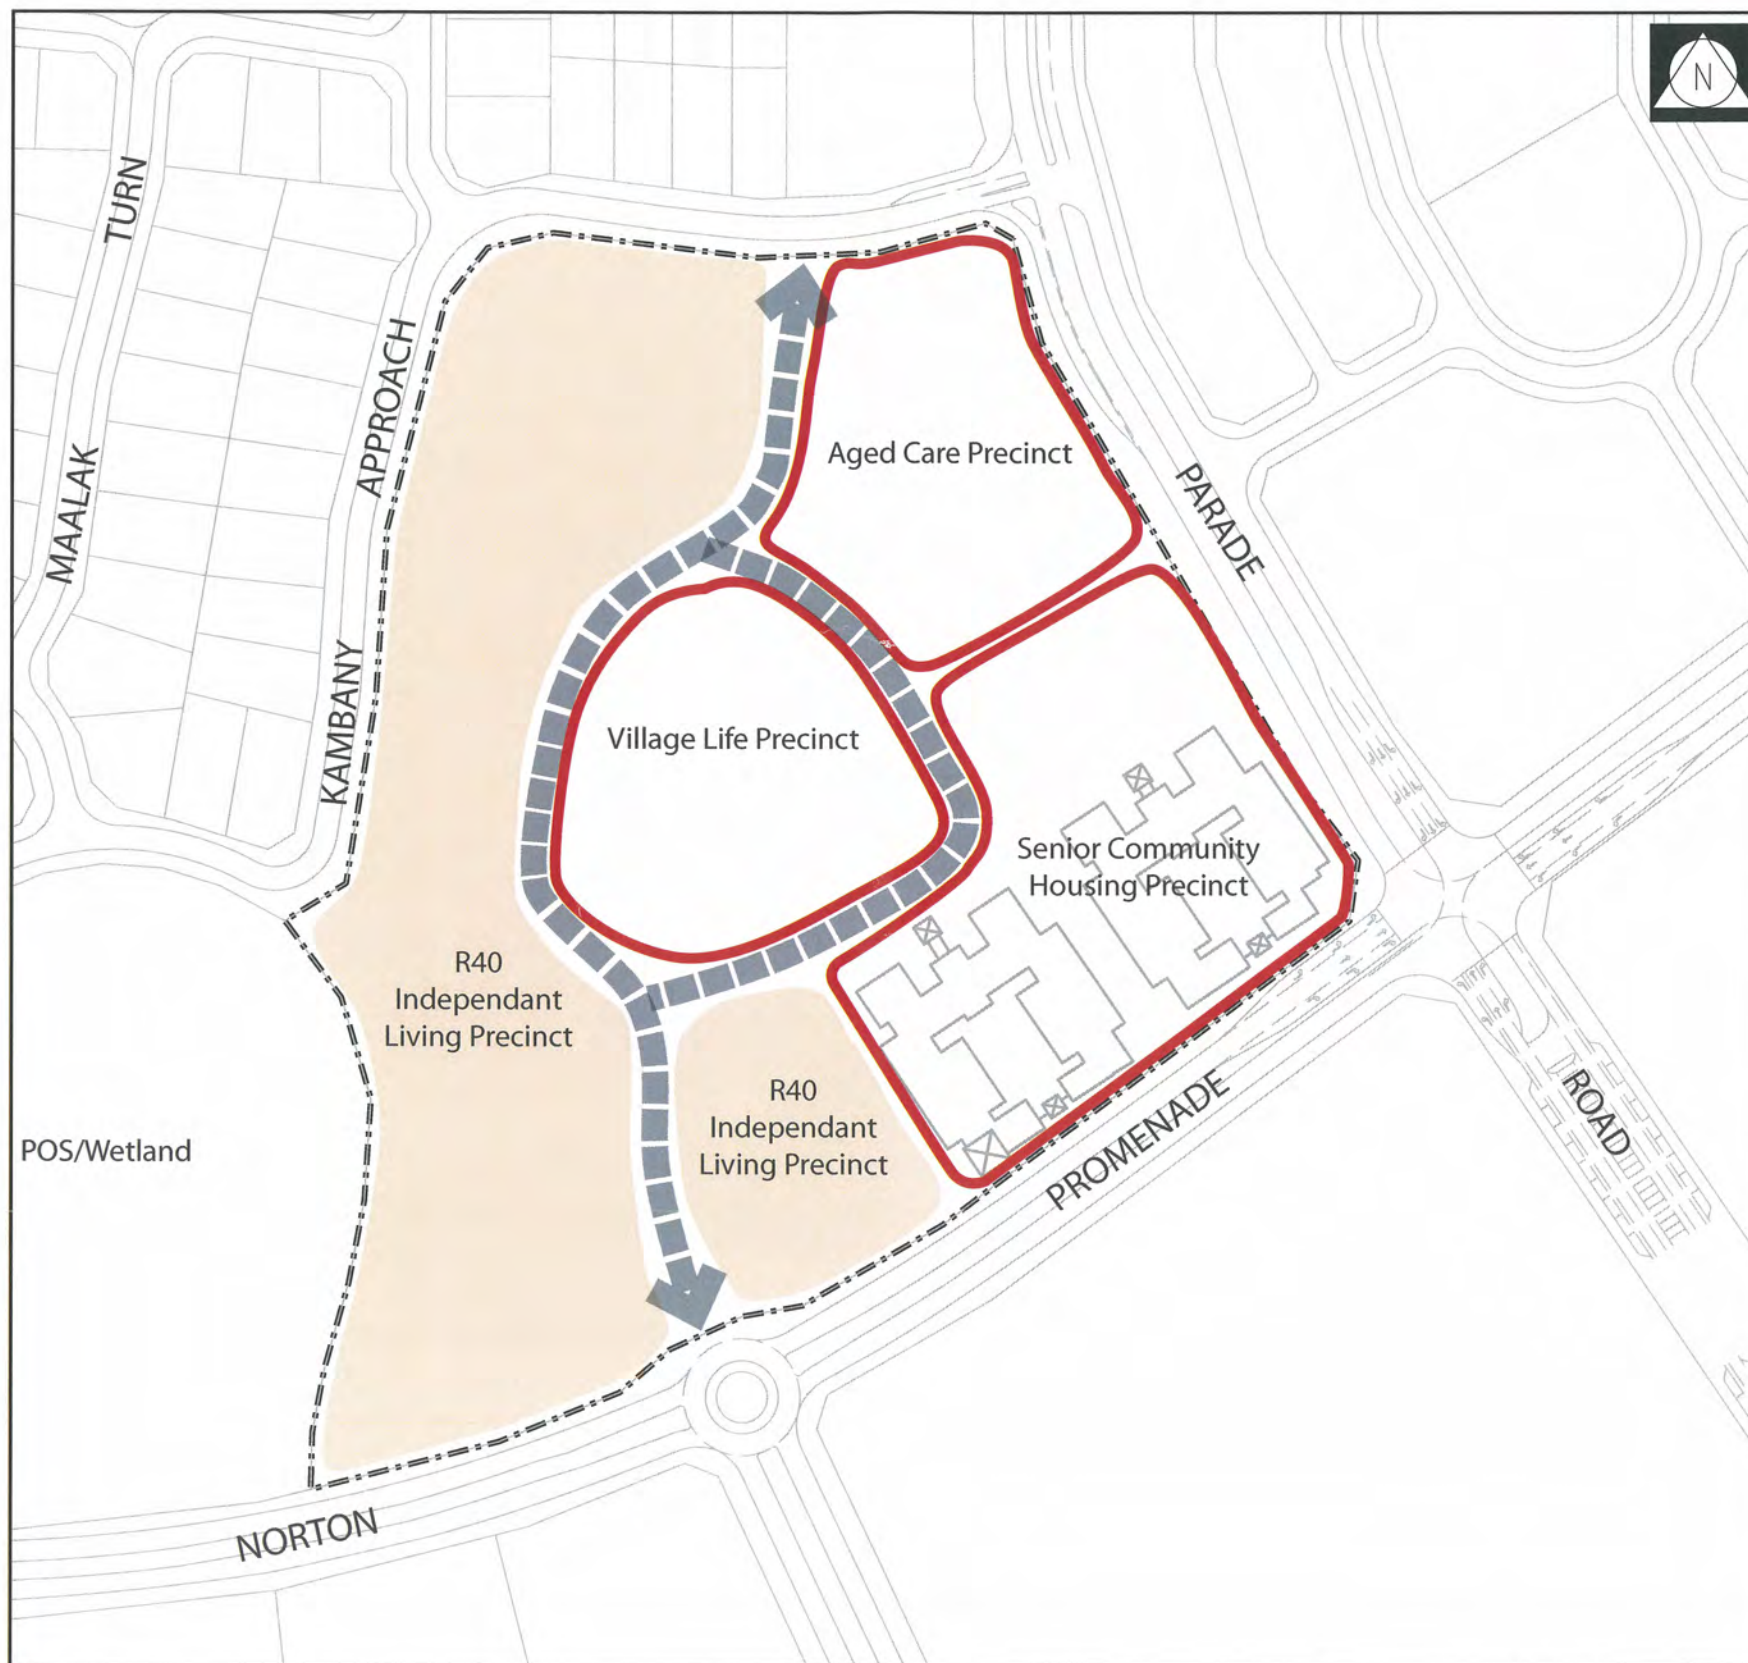 N
TURN
MAALAK
APPROACH
KAMBANY
Aged Care Precinct
PARADE
Village Life Precinct
Senior Community
Housing Precinct
R40
Independant
Living Precinct
R40
Independant
Living Precinct
POS/Wetland
PROMENADE
ROAD
NORTON